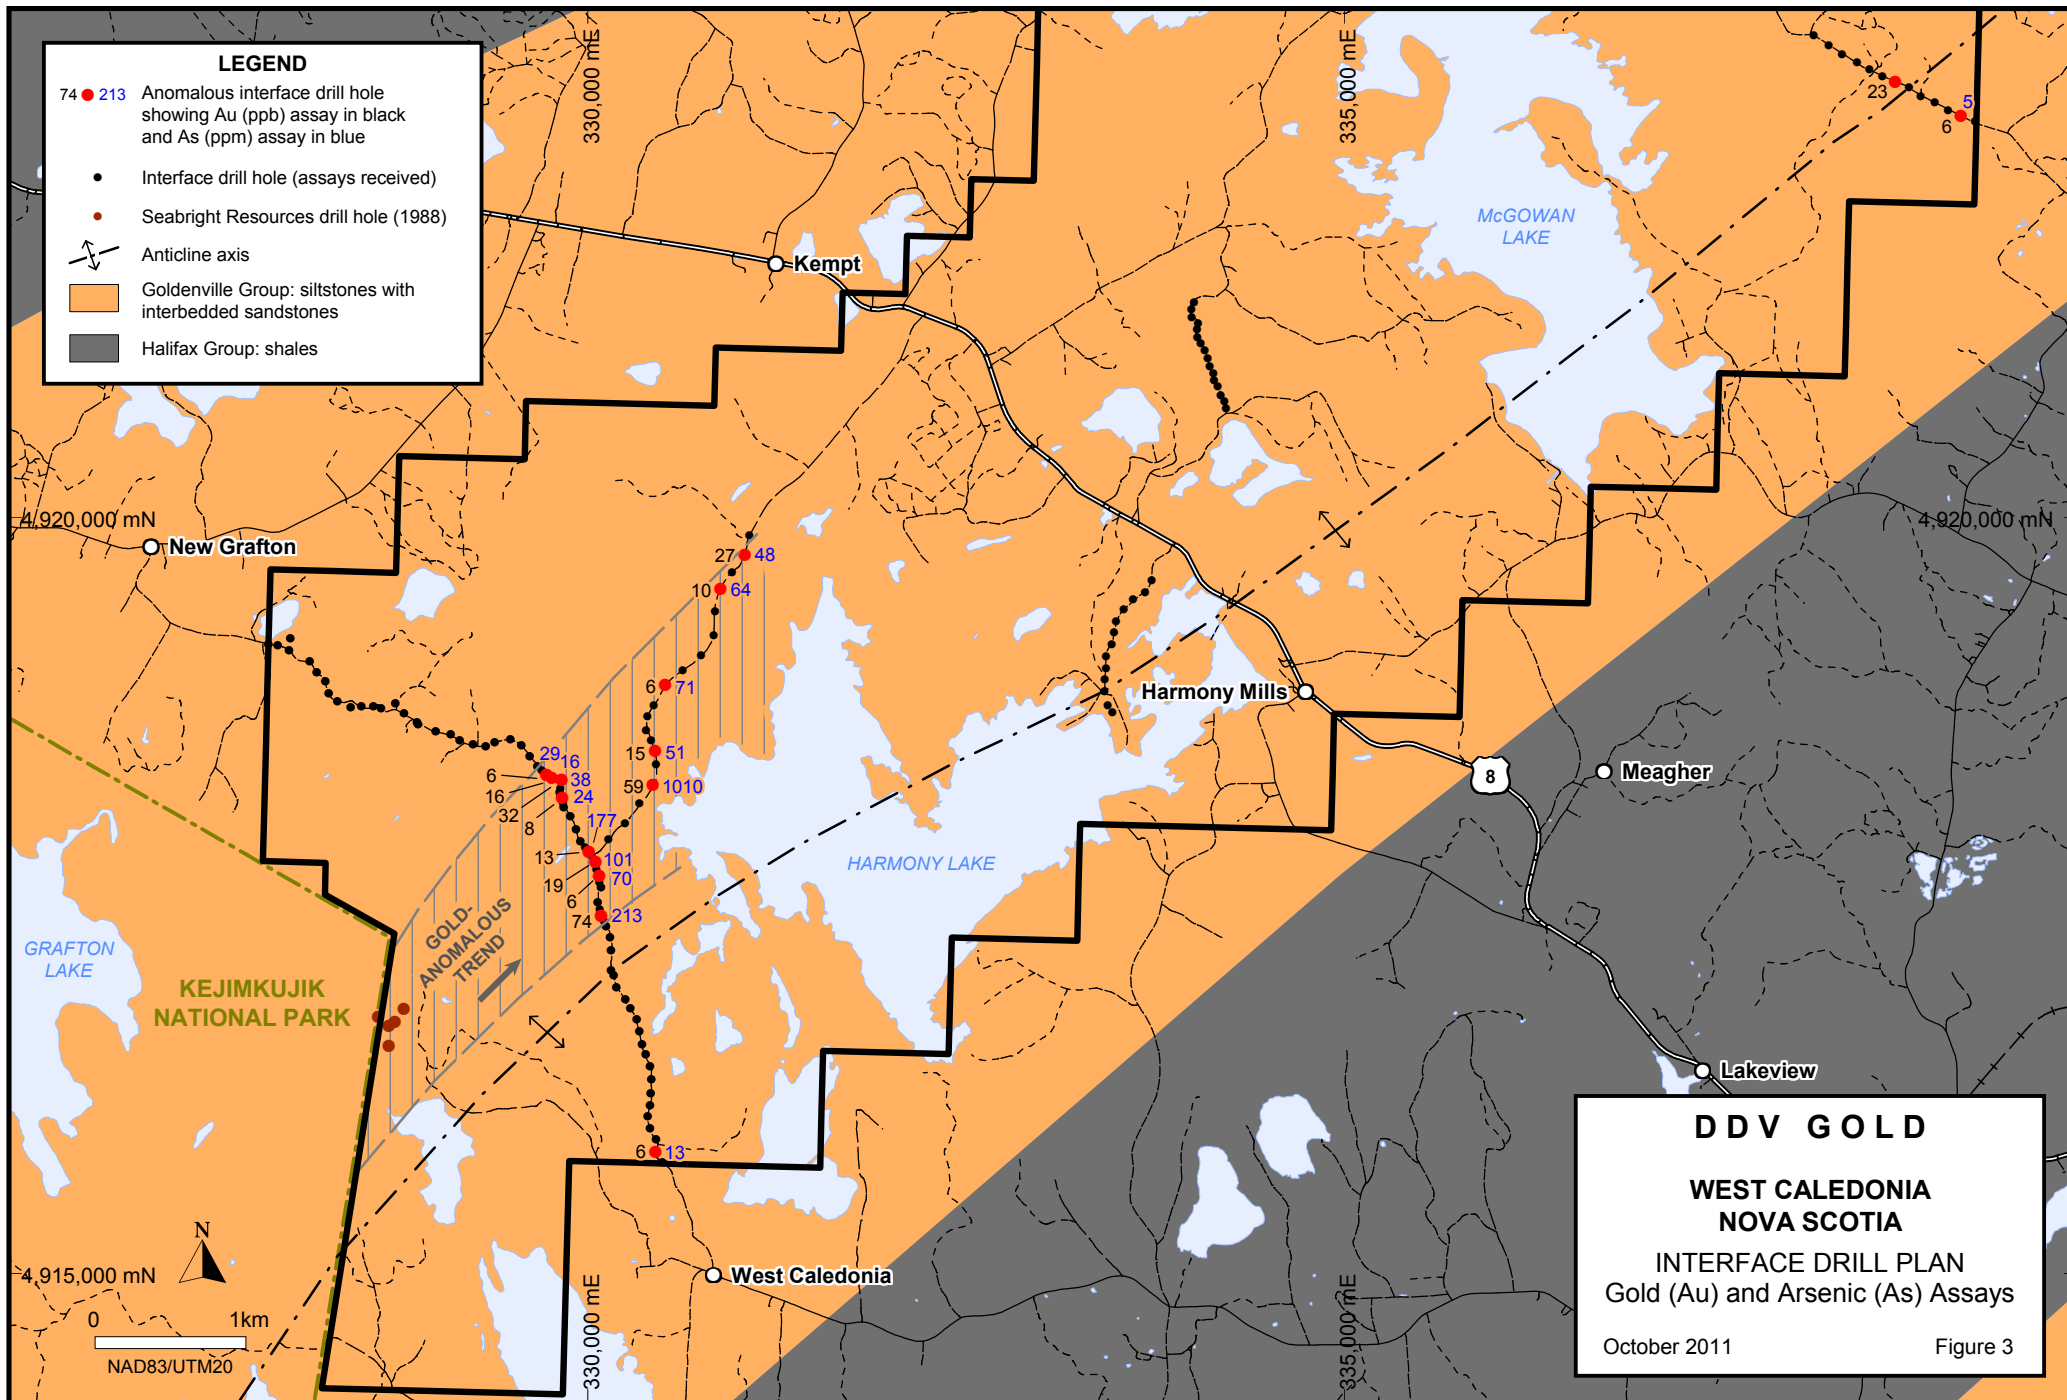 LEGEND
74 213 Anomalous interface drill hole
showing Au (ppb) assay in black
and As (ppm) assay in blue
Interface drill hole (assays received)
Seabright Resources drill hole (1988)
Anticline axis
Goldenville Group: siltstones with
interbedded sandstones
Halifax Group: shales
330,000 mE
335,000 mE
23
5
6
McGOWAN
LAKE
Kempt
4,920,000 mN
4,920,000 mN
New Grafton
27 48
10 64
6 71
Harmony Mills
15 51
59 1010
29 16
6 38
16 24
32
8
177
13
101
19
70
6
74 213
8
Meagher
HARMONY LAKE
GOLD-
ANOMALOUS
TREND
GRAFTON
LAKE
KEJIMKUJIK
NATIONAL PARK
6 13
Lakeview
West Caledonia
N
4,915,000 mN
0 1km
NAD83/UTM20
330,000 mE
335,000 mE
DDV GOLD
WEST CALEDONIA
NOVA SCOTIA
INTERFACE DRILL PLAN
Gold (Au) and Arsenic (As) Assays
October 2011 Figure 3